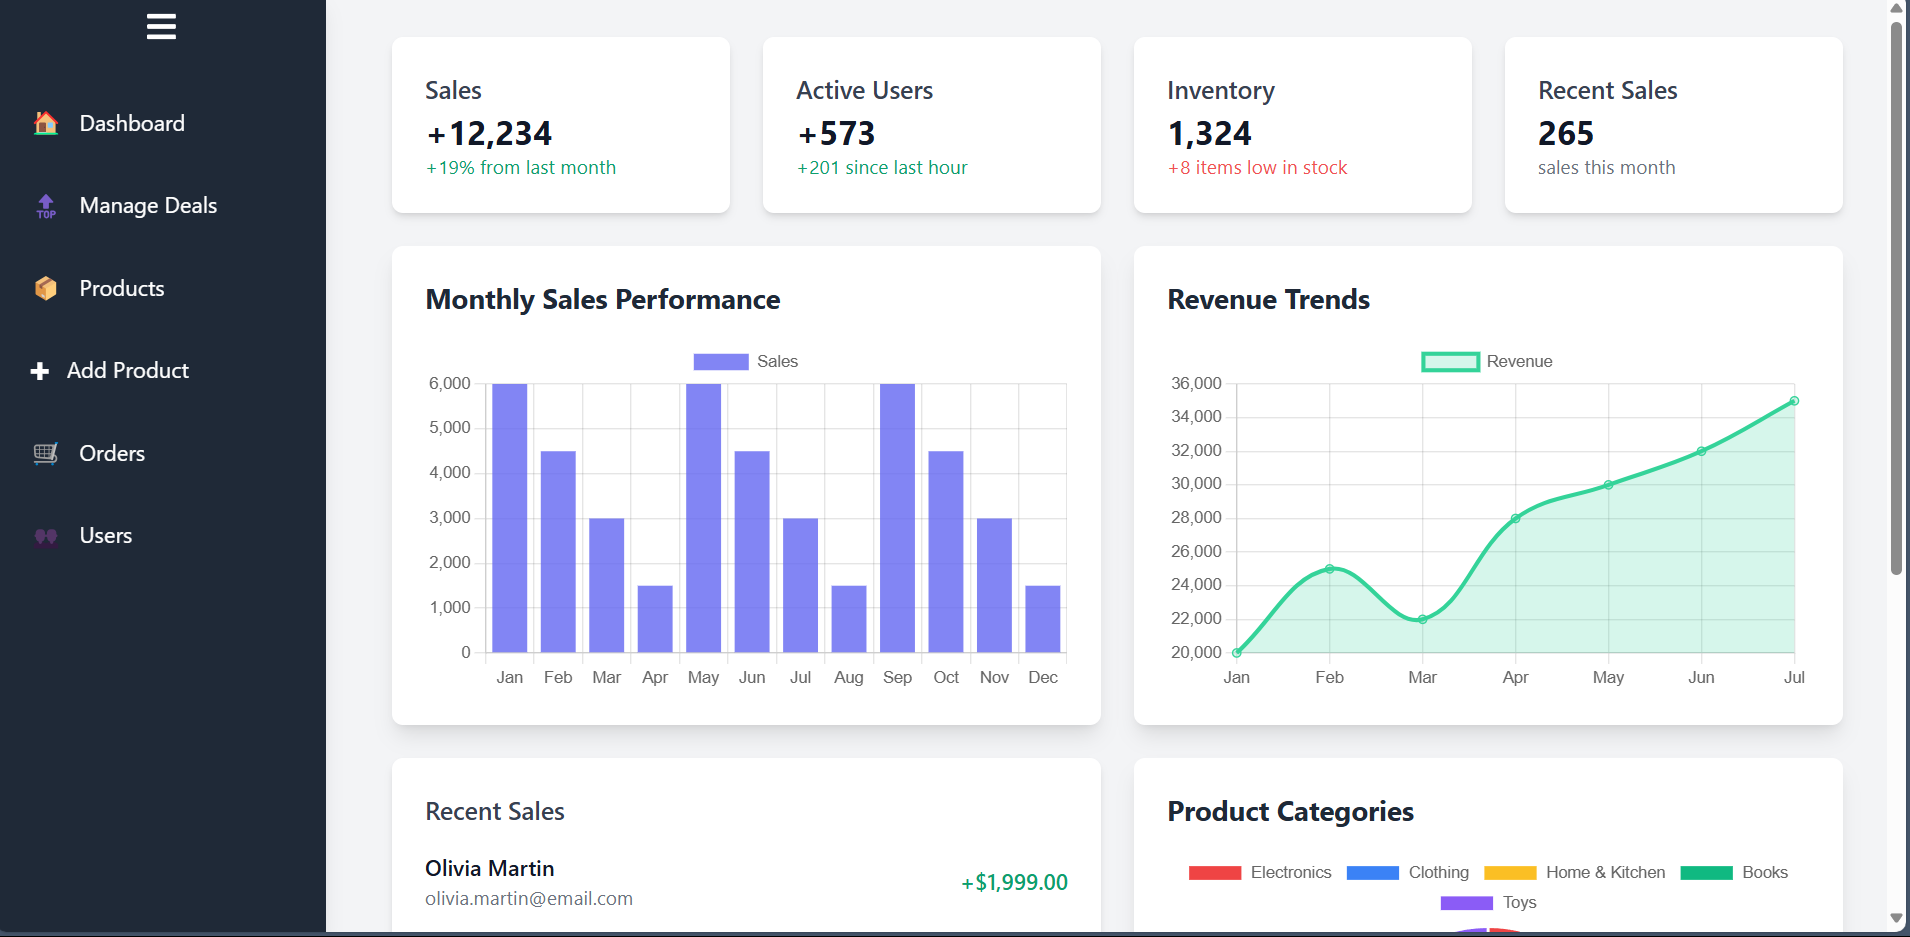 Dashboard
TOP
Manage Deals
Products
Add Product
Orders
Users
Sales
+12,234
+19% from last month
Active Users
+573
+201 since last hour
Inventory
1,324
+8 items low in stock
Recent Sales
265
sales this month
Monthly Sales Performance
Sales
6,000
5,000
4,000
3,000
2,000
1,000
0
Jan Feb Mar Apr May Jun Jul Aug Sep Oct Nov Dec
Revenue Trends
Revenue
36,000
34,000
32,000
30,000
28,000
26,000
24,000
22,000
20,000
Jan Feb Mar Apr May Jun Jul
Recent Sales
Olivia Martin
olivia.martin@email.com
+$1,999.00
Product Categories
Electronics Clothing Home & Kitchen Books
Toys